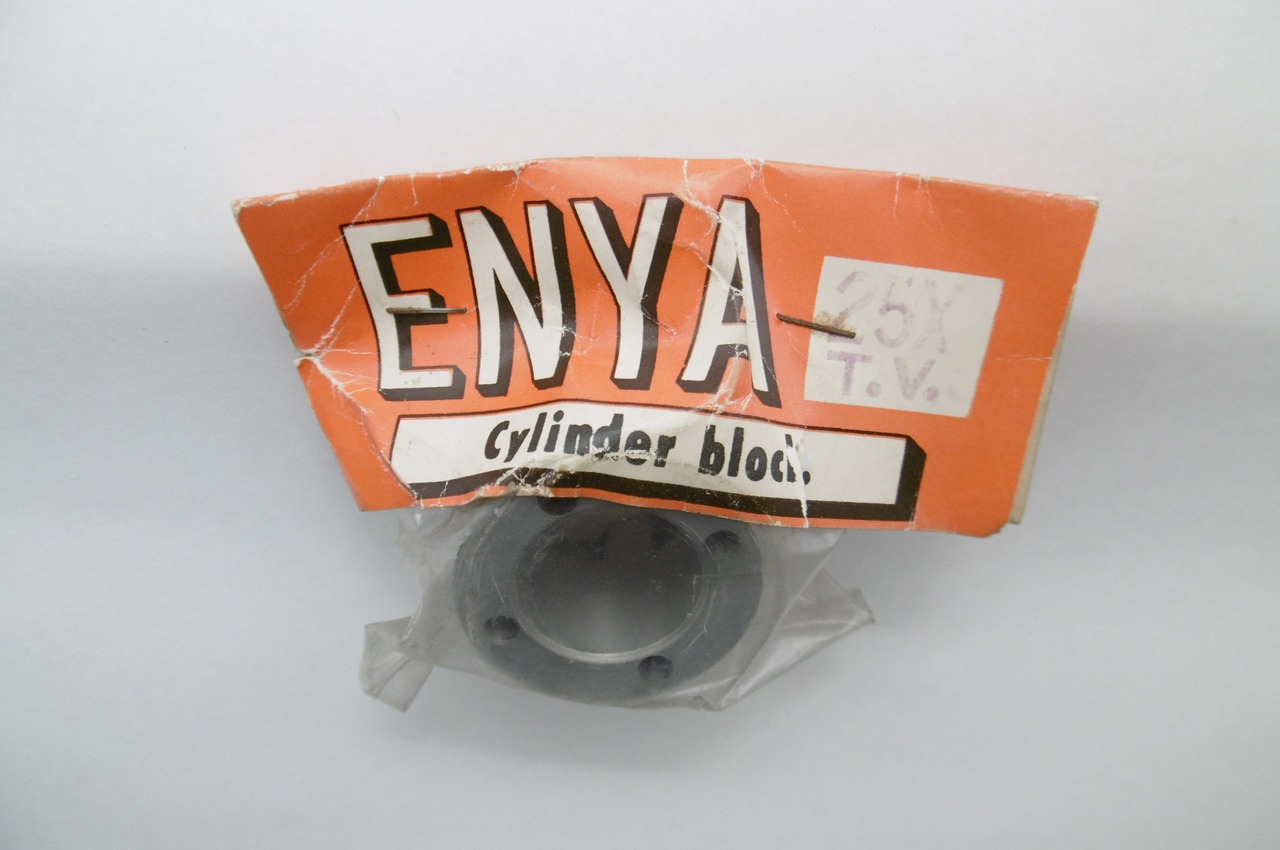 ENYA
25X
T.V.
Cylinder block.